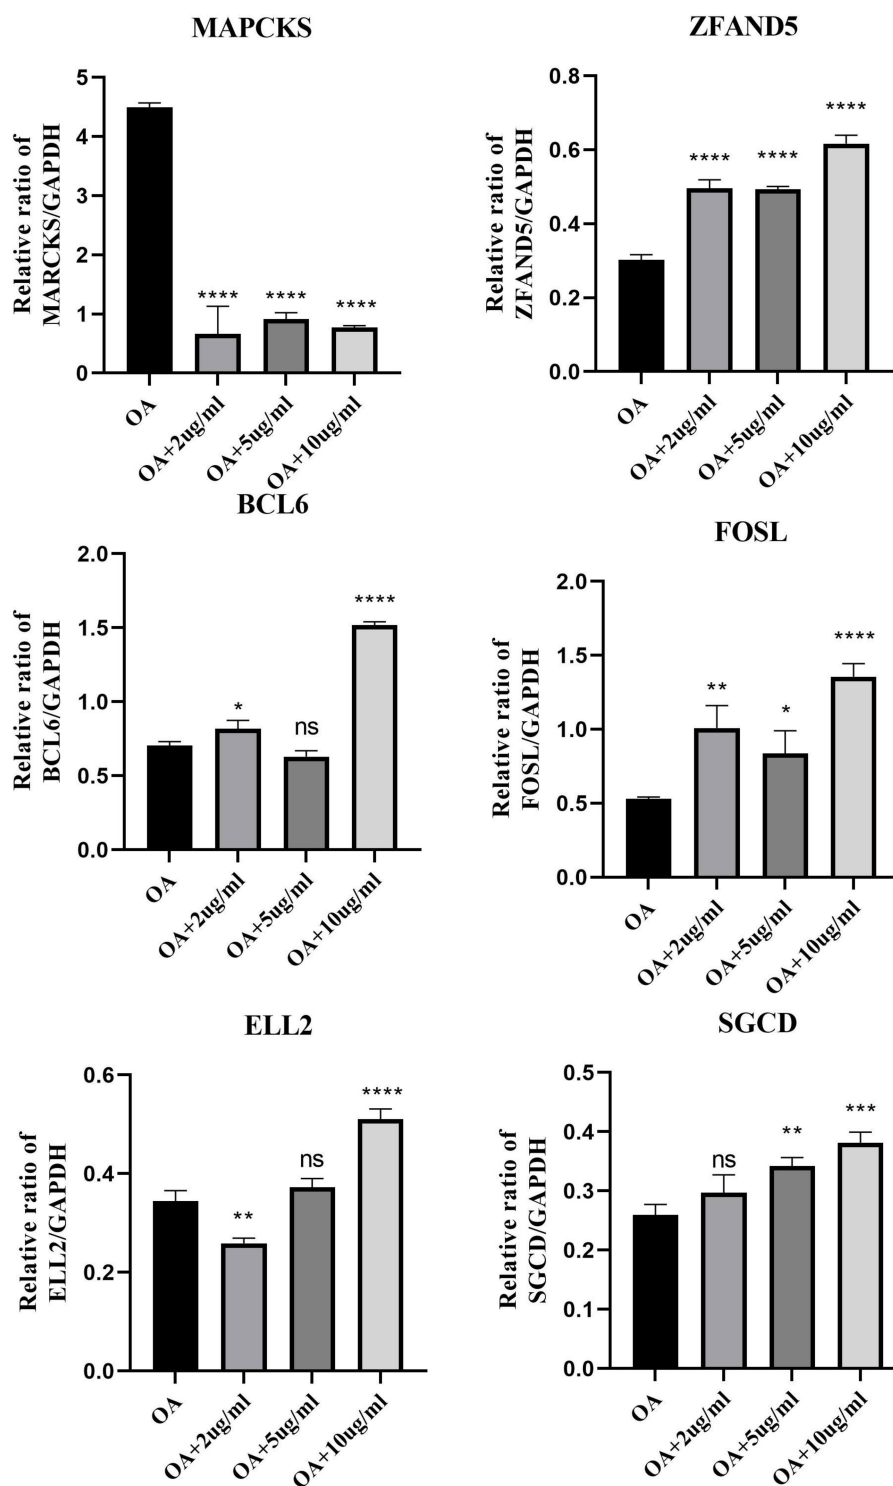 MAPCKS
Relative ratio of
MARCKS/GAPDH
5
4
3
2
1
0
****
****
****
OA
OA+2ug/ml
OA+5ug/ml
OA+10ug/ml
ZFAND5
Relative ratio of
ZFAND5/GAPDH
0.8
0.6
0.4
0.2
0.0
****
****
****
OA
OA+2ug/ml
OA+5ug/ml
OA+10ug/ml
BCL6
Relative ratio of
BCL6/GAPDH
2.0
1.5
1.0
0.5
0.0
*
ns
****
OA
OA+2ug/ml
OA+5ug/ml
OA+10ug/ml
FOSL
Relative ratio of
FOSL/GAPDH
2.0
1.5
1.0
0.5
0.0
**
*
****
OA
OA+2ug/ml
OA+5ug/ml
OA+10ug/ml
ELL2
Relative ratio of
ELL2/GAPDH
0.6
0.4
0.2
0.0
**
ns
****
OA
OA+2ug/ml
OA+5ug/ml
OA+10ug/ml
SGCD
Relative ratio of
SGCD/GAPDH
0.5
0.4
0.3
0.2
0.1
0.0
ns
**
***
OA
OA+2ug/ml
OA+5ug/ml
OA+10ug/ml